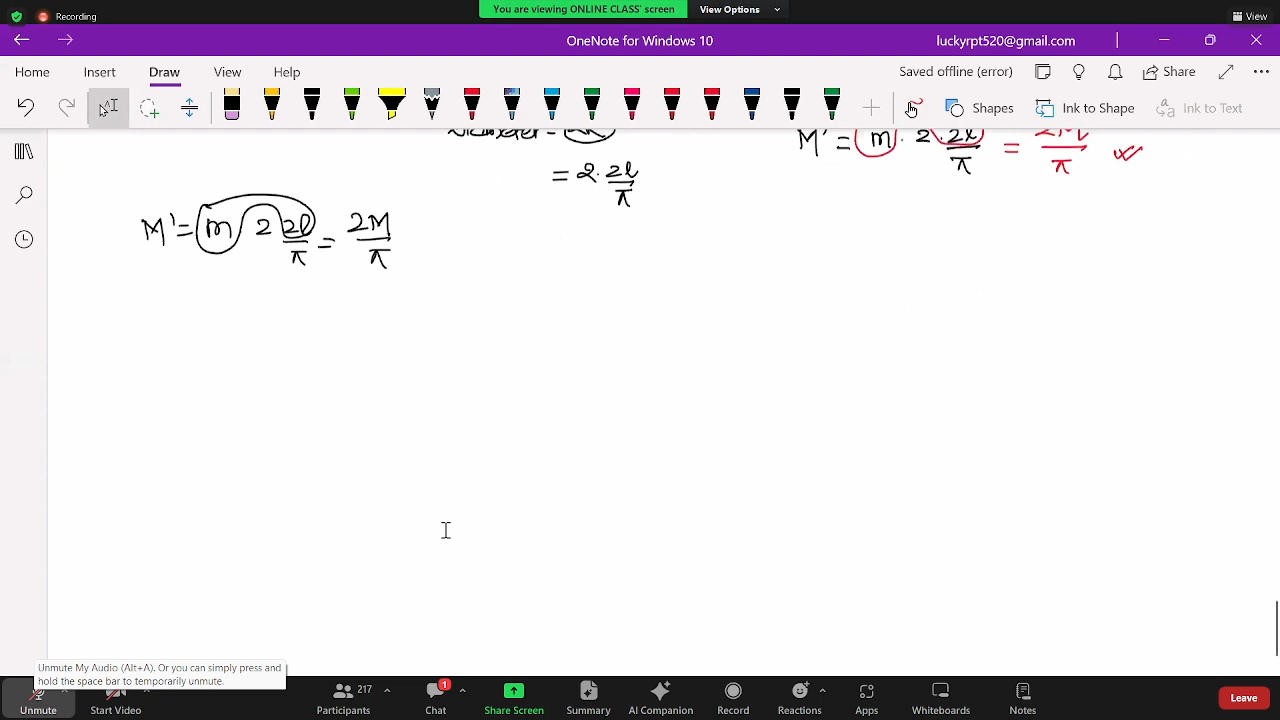 Recording
You are viewing ONLINE CLASS' screen
View Options
View
OneNote for Windows 10
luckyrpt520@gmail.com
Home Insert Draw View Help
Saved offline (error)
Share
Shapes
Ink to Shape
Ink to Text
= 2·2l/π
M' = m · 2 2l/π = 2M/π
M' = m 2 2l/π = 2M/π
Unmute My Audio (Alt+A). Or you can simply press and
hold the space bar to temporarily unmute.
217
1
Unmute
Start Video
Participants
Chat
Share Screen
Summary
AI Companion
Record
Reactions
Apps
Whiteboards
Notes
Leave